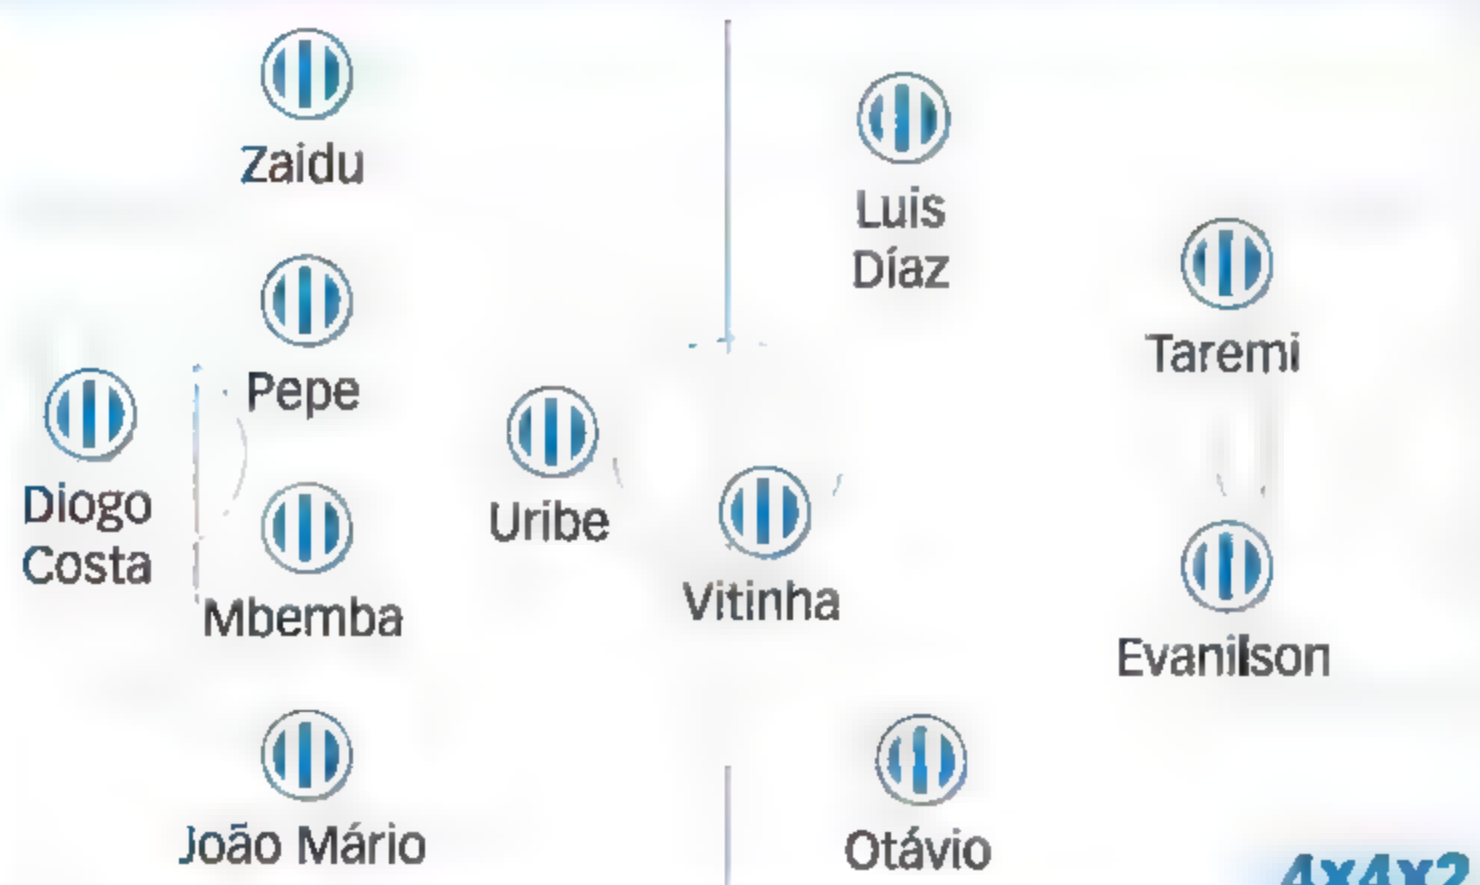 Zaidu
Luis
Díaz
Taremi
Pepe
Diogo
Costa
Uribe
Vitinha
Mbemba
Evanilson
João Mário
Otávio
4x4x2